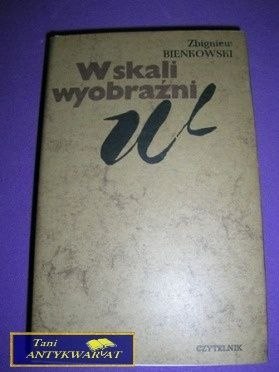 Zbigniew
BIEŃKOWSKI
W skali
wyobraźni
CZYTELNIK
Tani
ANTYKWARIAT